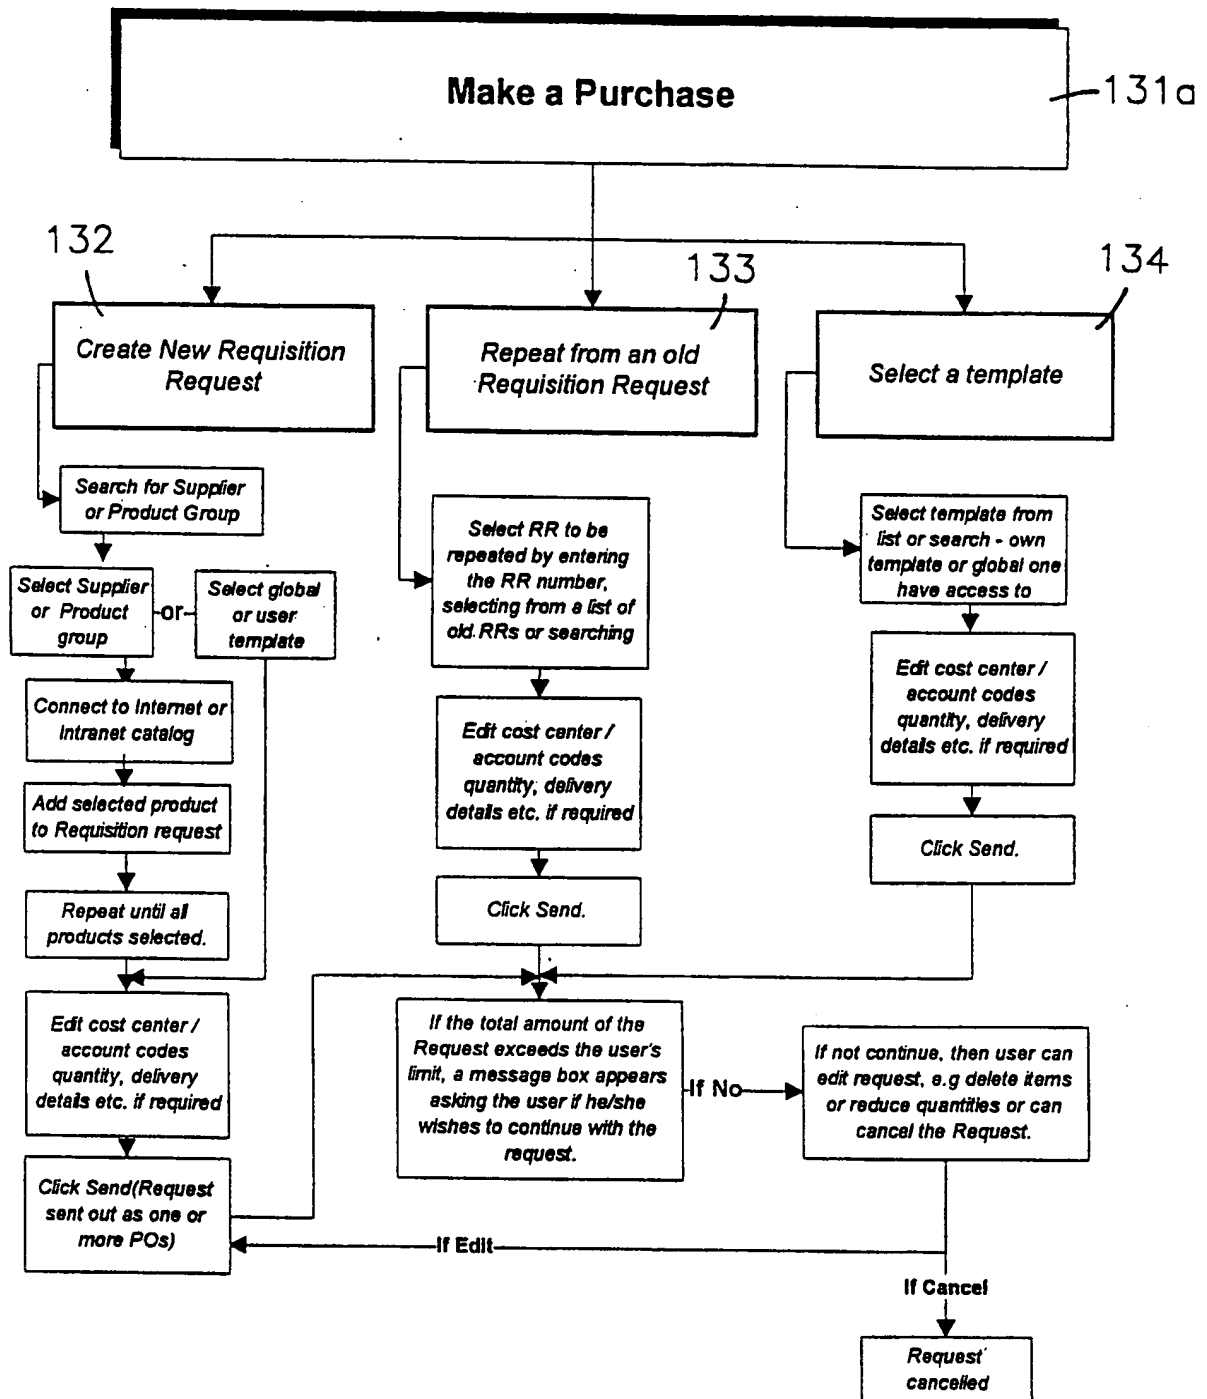 Make a Purchase
131a
132
133
134
Create New Requisition
Request
Repeat from an old
Requisition Request
Select a template
Search for Supplier
or Product Group
Select Supplier
or Product
group
or
Select global
or user
template
Connect to Internet or
Intranet catalog
Add selected product
to Requisition request
Repeat until all
products selected.
Edit cost center /
account codes
quantity, delivery
details etc. if required
Click Send(Request
sent out as one or
more POs)
Select RR to be
repeated by entering
the RR number,
selecting from a list of
old RRs or searching
Edit cost center /
account codes
quantity, delivery
details etc. if required
Click Send.
Select template from
list or search - own
template or global one
have access to
Edit cost center /
account codes
quantity, delivery
details etc. if required
Click Send.
If the total amount of the
Request exceeds the user's
limit, a message box appears
asking the user if he/she
wishes to continue with the
request.
If No
If not continue, then user can
edit request, e.g delete items
or reduce quantities or can
cancel the Request.
If Edit
If Cancel
Request
cancelled